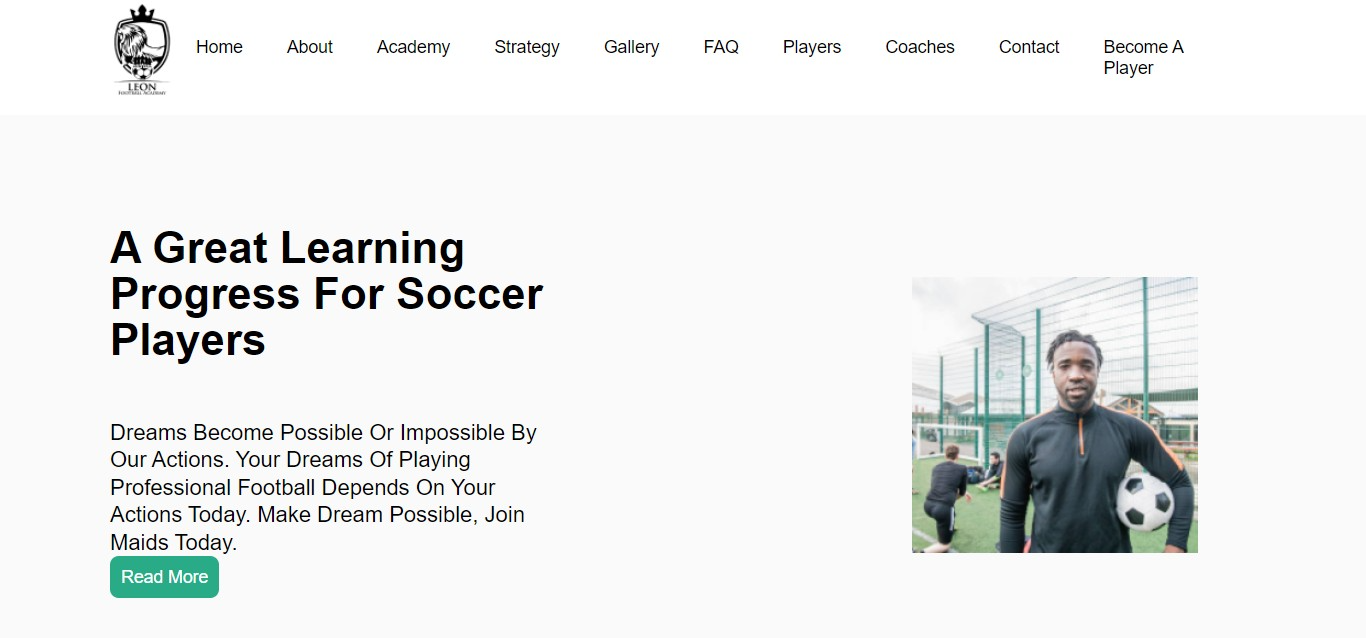 LEON
FOOTBALL ACADEMY
Home About Academy Strategy Gallery FAQ Players Coaches Contact Become A
Player
A Great Learning
Progress For Soccer
Players
Dreams Become Possible Or Impossible By
Our Actions. Your Dreams Of Playing
Professional Football Depends On Your
Actions Today. Make Dream Possible, Join
Maids Today.
Read More